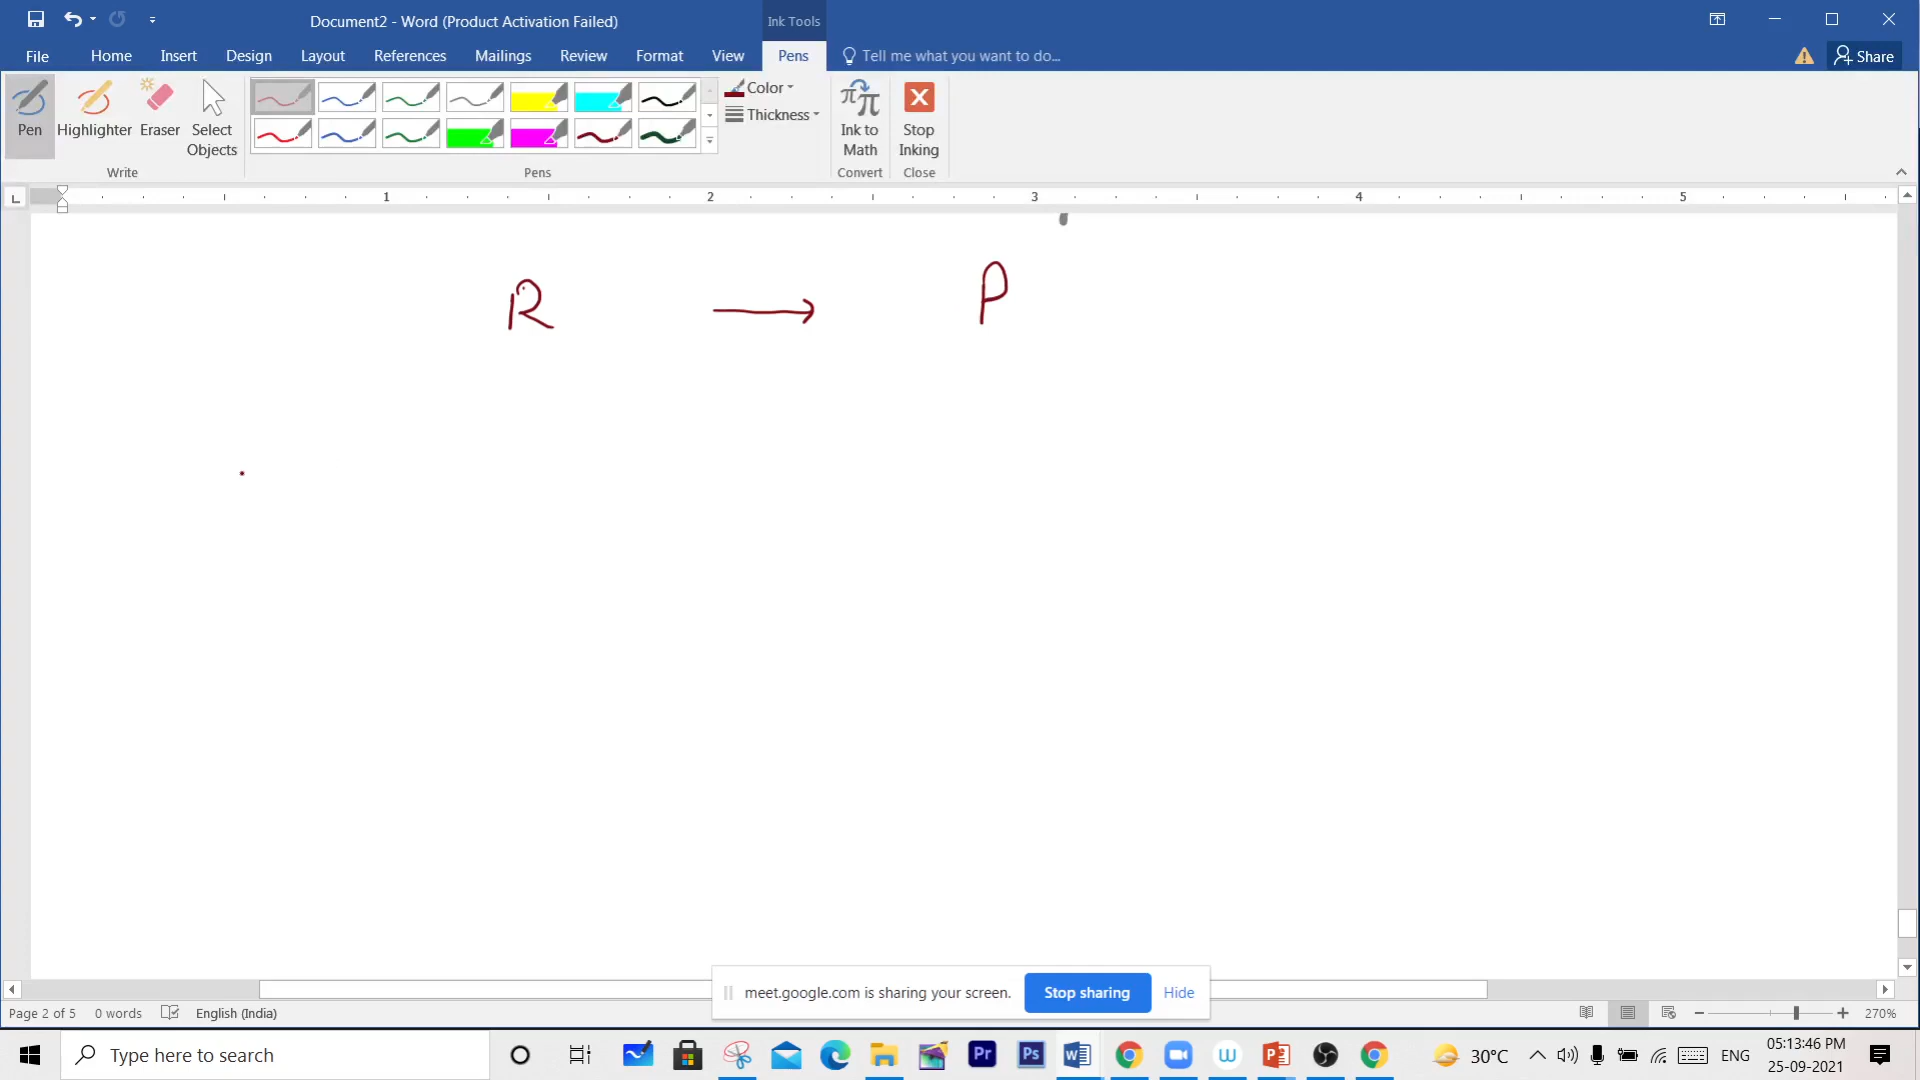 Document2 - Word (Product Activation Failed)
Ink Tools
File Home Insert Design Layout References Mailings Review Format View Pens Tell me what you want to do... Share
Pen Highlighter Eraser Select Objects
Color
Thickness
Ink to Math
Stop Inking
Write Pens Convert Close
L 1 2 3 4 5
R → P
meet.google.com is sharing your screen. Stop sharing Hide
Page 2 of 5 0 words English (India) 270%
Type here to search
Pr Ps 30°C ENG
05:13:46 PM
25-09-2021